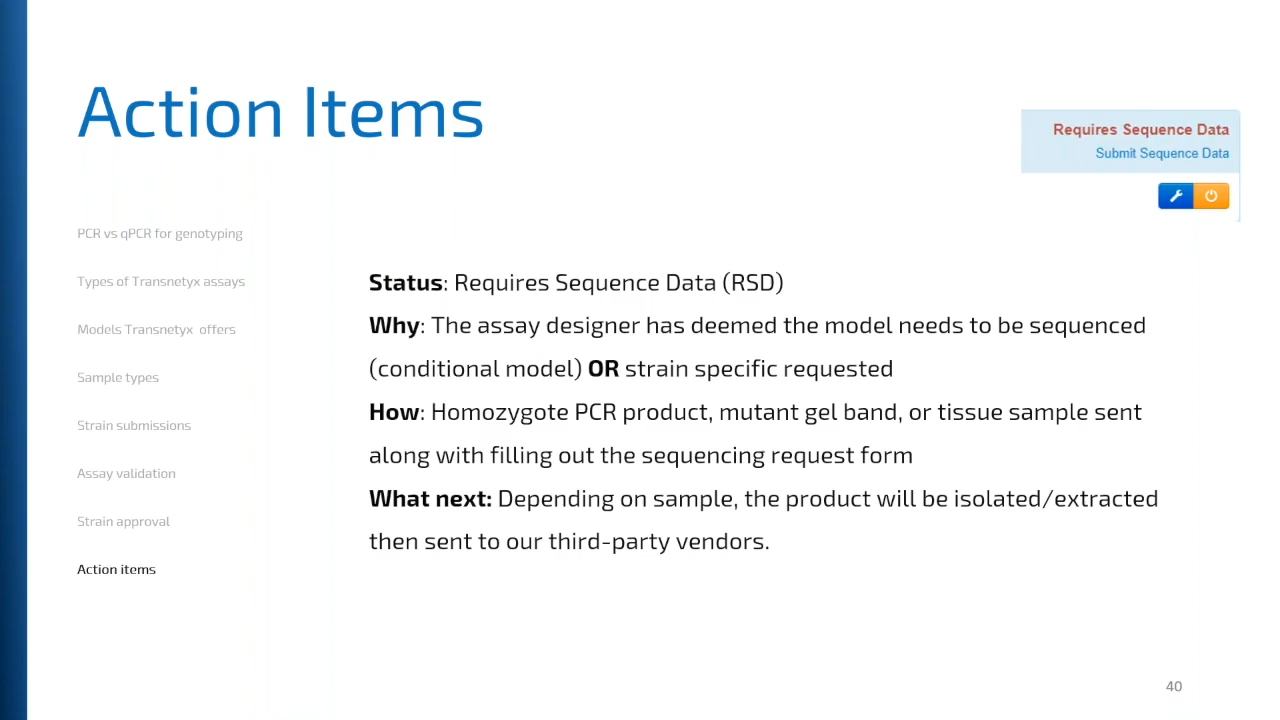 Action Items
Requires Sequence Data
Submit Sequence Data
PCR vs qPCR for genotyping
Types of Transnetyx assays
Models Transnetyx  offers
Sample types
Strain submissions
Assay validation
Strain approval
Action items
Status: Requires Sequence Data (RSD)
Why: The assay designer has deemed the model needs to be sequenced
(conditional model) OR strain specific requested
How: Homozygote PCR product, mutant gel band, or tissue sample sent
along with filling out the sequencing request form
What next: Depending on sample, the product will be isolated/extracted
then sent to our third-party vendors.
40